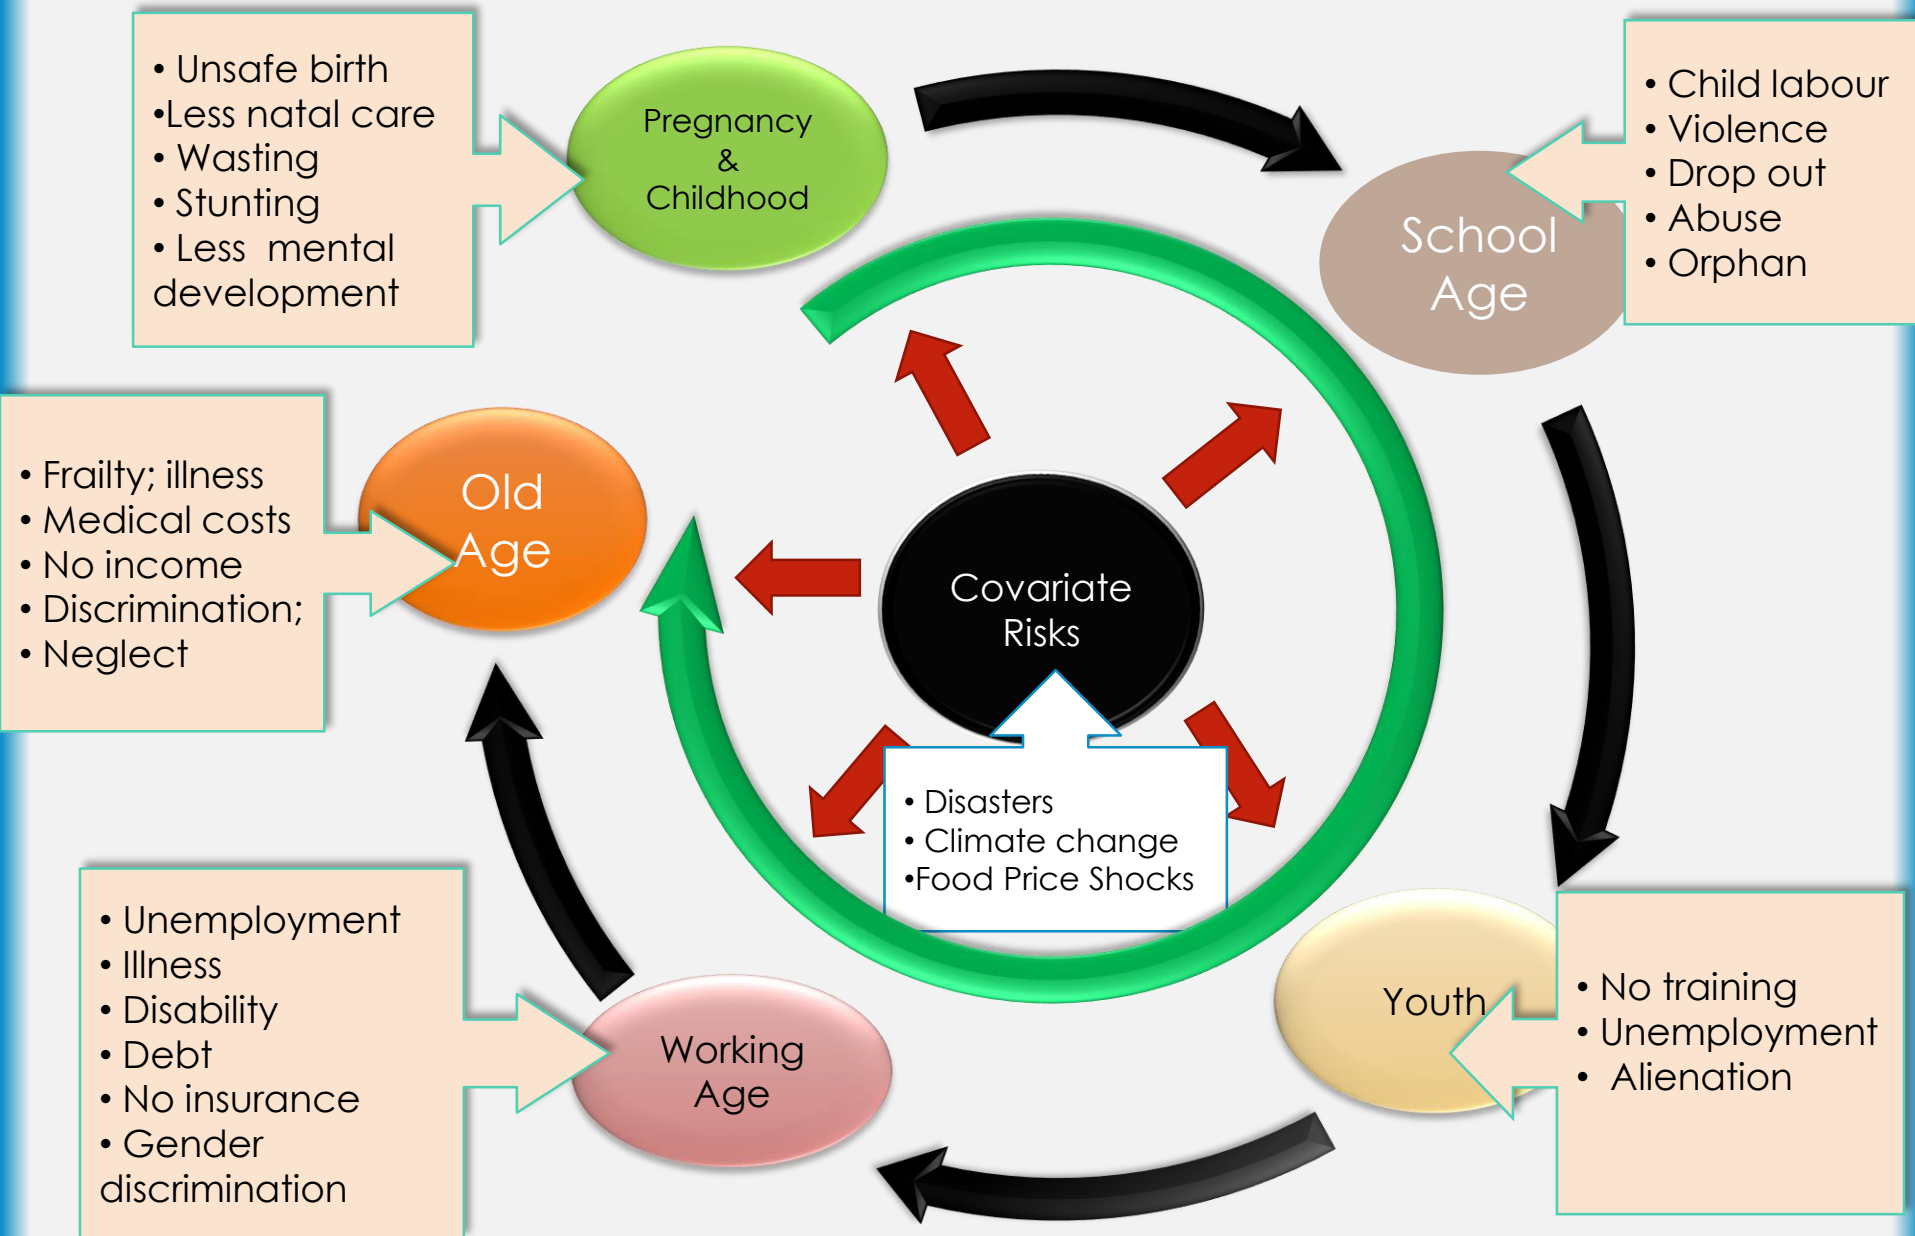 • Unsafe birth
•Less natal care
• Wasting
• Stunting
• Less  mental
development
Pregnancy
&
Childhood
School
Age
• Child labour
• Violence
• Drop out
• Abuse
• Orphan
• Frailty; illness
• Medical costs
• No income
• Discrimination;
• Neglect
Old
Age
Covariate
Risks
• Disasters
• Climate change
•Food Price Shocks
• Unemployment
• Illness
• Disability
• Debt
• No insurance
• Gender
discrimination
Working
Age
Youth
• No training
• Unemployment
•  Alienation